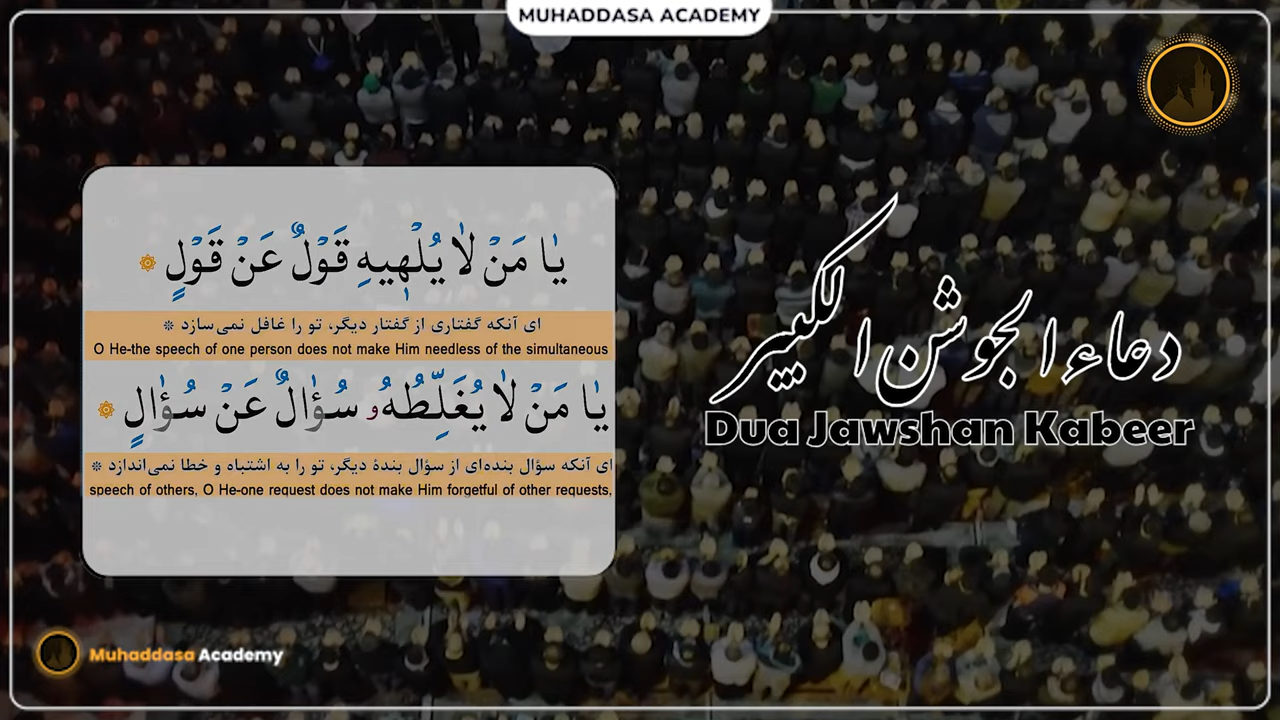 MUHADDASA ACADEMY
يٰا مَنْ لٰا يُلْهٖيهِ قَوْلٌ عَنْ قَوْلٍ ۞
ای آنکه گفتاری از گفتار دیگر، تو را غافل نمی‌سازد *
O He-the speech of one person does not make Him needless of the simultaneous
يٰا مَنْ لٰا يُغَلِّطُهُ و سُؤٰالٌ عَنْ سُؤٰالٍ ۞
ای آنکه سؤال بنده‌ای از سؤال بندهٔ دیگر، تو را به اشتباه و خطا نمی‌اندازد *
speech of others, O He-one request does not make Him forgetful of other requests,
دعاء الجوشن الكبير
Dua Jawshan Kabeer
Muhaddasa Academy